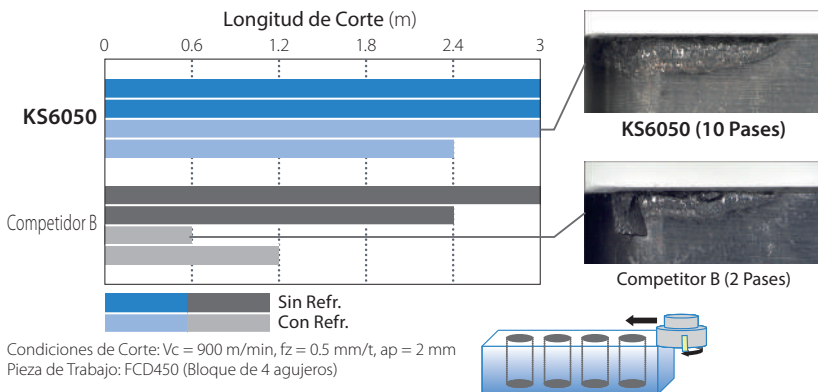 Longitud de Corte (m)
0 0.6 1.2 1.8 2.4 3
KS6050
KS6050 (10 Pases)
Competidor B
Competitor B (2 Pases)
Sin Refr.
Con Refr.
Condiciones de Corte: Vc = 900 m/min, fz = 0.5 mm/t, ap = 2 mm
Pieza de Trabajo: FCD450 (Bloque de 4 agujeros)